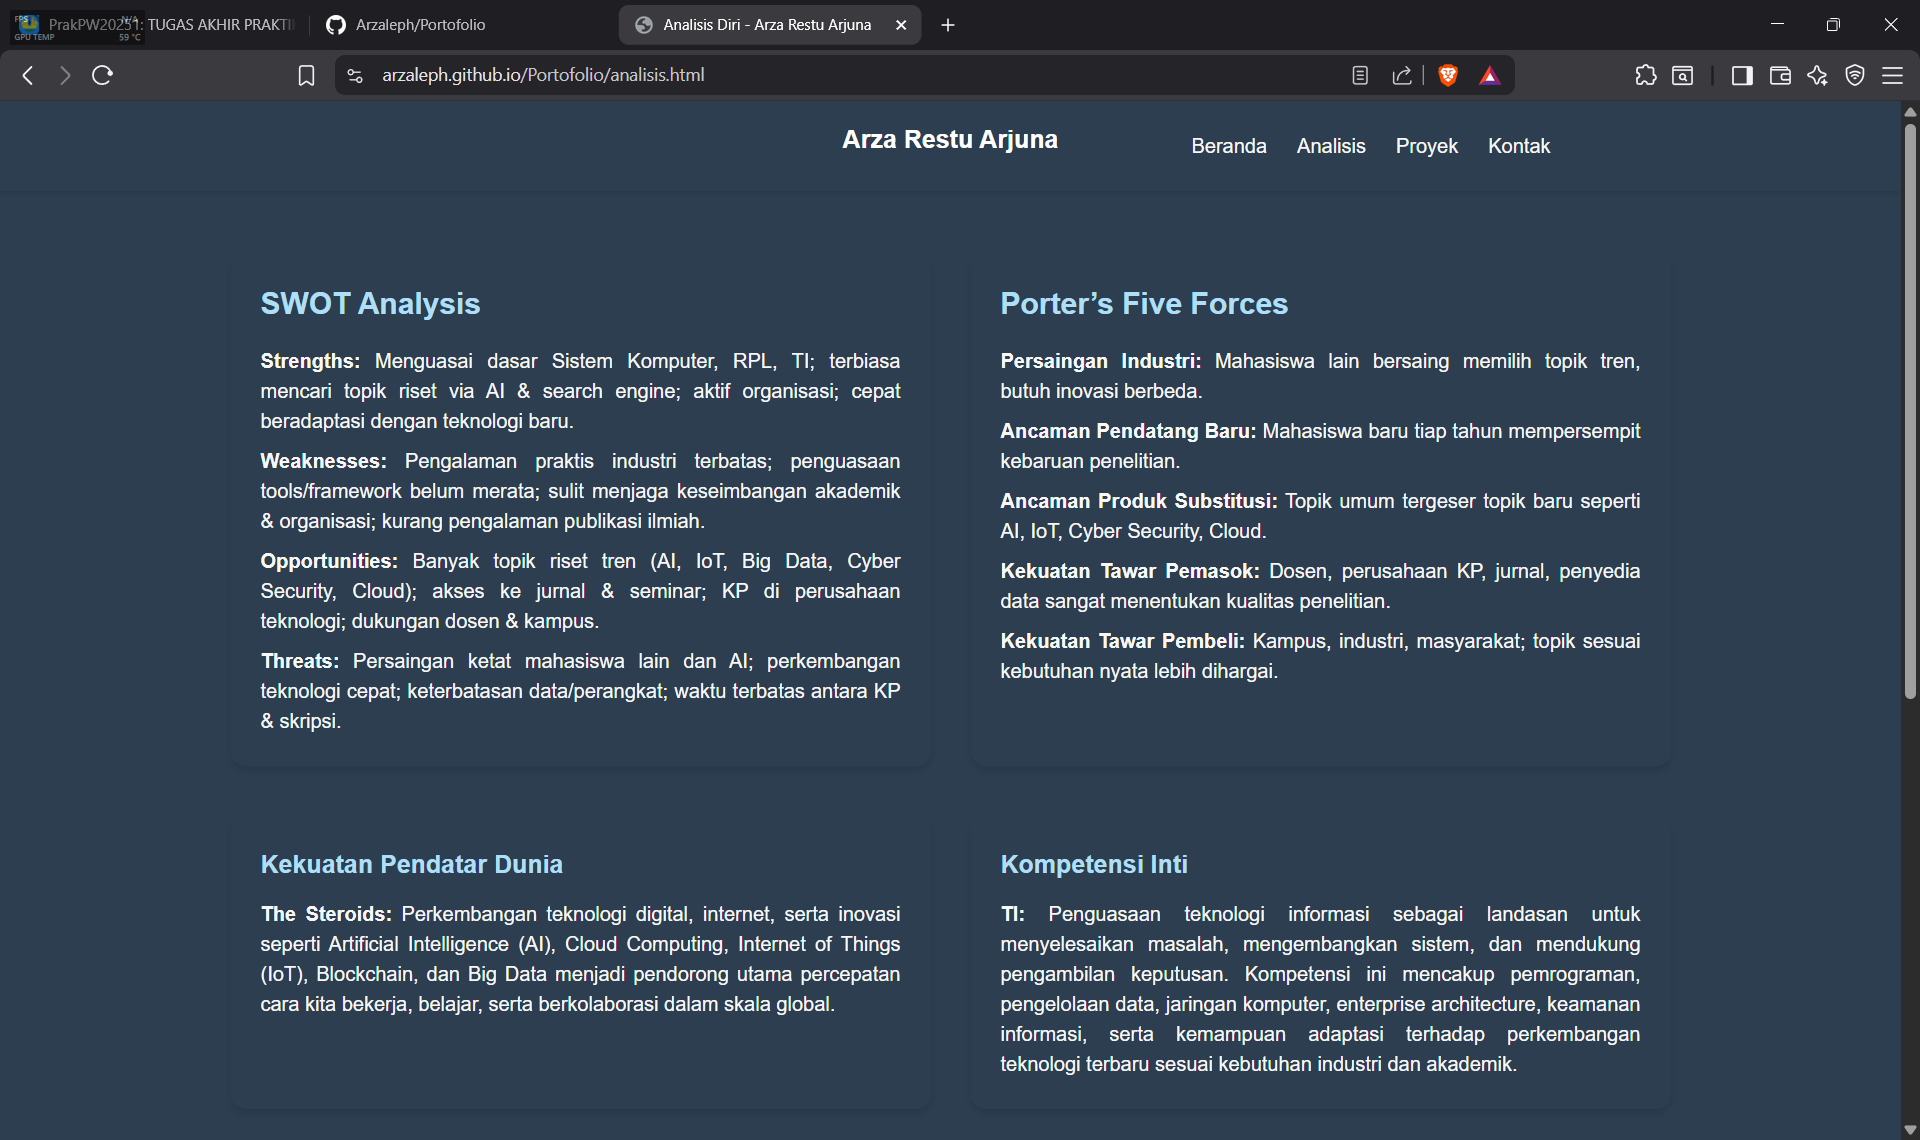 PrakPW20251: TUGAS AKHIR PRAKTI
FPS N/A
GPU TEMP 59 °C
Arzaleph/Portofolio
Analisis Diri - Arza Restu Arjuna
arzaleph.github.io/Portofolio/analisis.html
Arza Restu Arjuna
Beranda Analisis Proyek Kontak
SWOT Analysis
Strengths: Menguasai dasar Sistem Komputer, RPL, TI; terbiasa
mencari topik riset via AI & search engine; aktif organisasi; cepat
beradaptasi dengan teknologi baru.
Weaknesses: Pengalaman praktis industri terbatas; penguasaan
tools/framework belum merata; sulit menjaga keseimbangan akademik
& organisasi; kurang pengalaman publikasi ilmiah.
Opportunities: Banyak topik riset tren (AI, IoT, Big Data, Cyber
Security, Cloud); akses ke jurnal & seminar; KP di perusahaan
teknologi; dukungan dosen & kampus.
Threats: Persaingan ketat mahasiswa lain dan AI; perkembangan
teknologi cepat; keterbatasan data/perangkat; waktu terbatas antara KP
& skripsi.
Porter’s Five Forces
Persaingan Industri: Mahasiswa lain bersaing memilih topik tren,
butuh inovasi berbeda.
Ancaman Pendatang Baru: Mahasiswa baru tiap tahun mempersempit
kebaruan penelitian.
Ancaman Produk Substitusi: Topik umum tergeser topik baru seperti
AI, IoT, Cyber Security, Cloud.
Kekuatan Tawar Pemasok: Dosen, perusahaan KP, jurnal, penyedia
data sangat menentukan kualitas penelitian.
Kekuatan Tawar Pembeli: Kampus, industri, masyarakat; topik sesuai
kebutuhan nyata lebih dihargai.
Kekuatan Pendatar Dunia
The Steroids: Perkembangan teknologi digital, internet, serta inovasi
seperti Artificial Intelligence (AI), Cloud Computing, Internet of Things
(IoT), Blockchain, dan Big Data menjadi pendorong utama percepatan
cara kita bekerja, belajar, serta berkolaborasi dalam skala global.
Kompetensi Inti
TI: Penguasaan teknologi informasi sebagai landasan untuk
menyelesaikan masalah, mengembangkan sistem, dan mendukung
pengambilan keputusan. Kompetensi ini mencakup pemrograman,
pengelolaan data, jaringan komputer, enterprise architecture, keamanan
informasi, serta kemampuan adaptasi terhadap perkembangan
teknologi terbaru sesuai kebutuhan industri dan akademik.